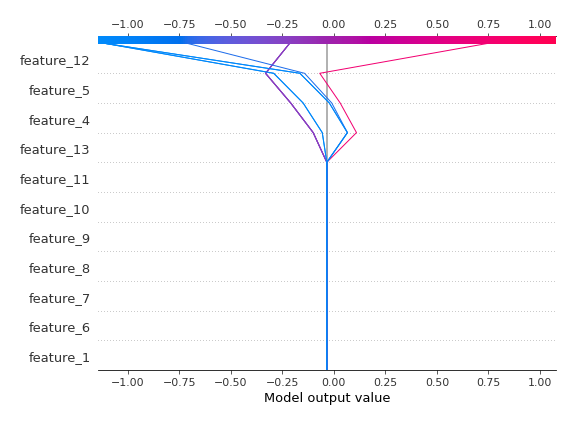 −1.00 −0.75 −0.50 −0.25 0.00 0.25 0.50 0.75 1.00
feature_12
feature_5
feature_4
feature_13
feature_11
feature_10
feature_9
feature_8
feature_7
feature_6
feature_1
−1.00 −0.75 −0.50 −0.25 0.00 0.25 0.50 0.75 1.00
Model output value